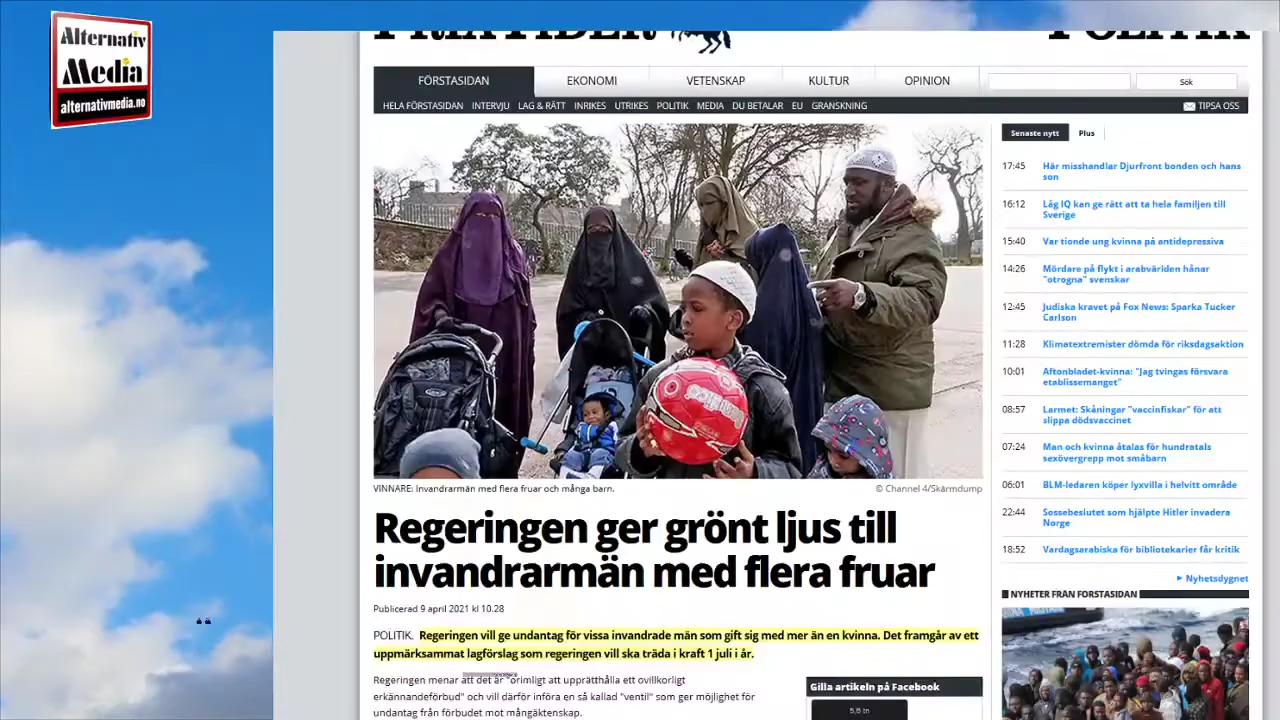 Alternativ
Media
alternativmedia.no
FRIA TIDER
POLITIK
FÖRSTASIDAN
EKONOMI
VETENSKAP
KULTUR
OPINION
Sök
HELA FÖRSTASIDAN INTERVJU LAG & RÄTT INRIKES UTRIKES POLITIK MEDIA DU BETALAR EU GRANSKNING
TIPSA OSS
VINNARE: Invandrarmän med flera fruar och många barn.
© Channel 4/Skärmdump
Regeringen ger grönt ljus till
invandrarmän med flera fruar
Publicerad 9 april 2021 kl 10.28
POLITIK. Regeringen vill ge undantag för vissa invandrade män som gift sig med mer än en kvinna. Det framgår av ett
uppmärksammat lagförslag som regeringen vill ska träda i kraft 1 juli i år.
Regeringen menar att det är "orimligt att upprätthålla ett ovillkorligt
erkännandeförbud" och vill därför införa en så kallad "ventil" som ger möjlighet för
undantag från förbudet mot mångäktenskap.
Gilla artikeln på Facebook
5,6 tn
Senaste nytt
Plus
17:45 Här misshandlar Djurfront bonden och hans
son
16:12 Låg IQ kan ge rätt att ta hela familjen till
Sverige
15:40 Var tionde ung kvinna på antidepressiva
14:26 Mördare på flykt i arabvärlden hånar
"otrogna" svenskar
12:45 Judiska kravet på Fox News: Sparka Tucker
Carlson
11:28 Klimatextremister dömda för riksdagsaktion
10:01 Aftonbladet-kvinna: "Jag tvingas försvara
etablissemanget"
08:57 Larmet: Skåningar "vaccinfiskar" för att
slippa dödsvaccinet
07:24 Man och kvinna åtalas för hundratals
sexövergrepp mot småbarn
06:01 BLM-ledaren köper lyxvilla i helvitt område
22:44 Sossebeslutet som hjälpte Hitler invadera
Norge
18:52 Vardagsarabiska för bibliotekarier får kritik
Nyhetsdygnet
NYHETER FRÅN FÖRSTASIDAN